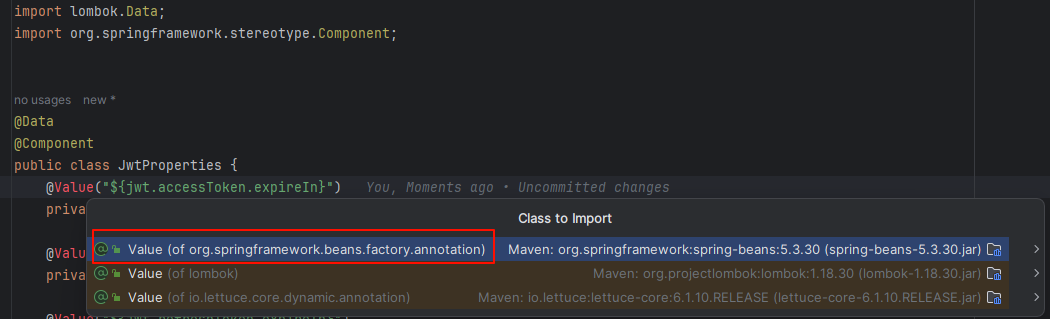 import lombok.Data;
import org.springframework.stereotype.Component;
no usages new *
@Data
@Component
public class JwtProperties {
@Value("${jwt.accessToken.expireIn}") You, Moments ago • Uncommitted changes
priva
Class to Import
Value (of org.springframework.beans.factory.annotation) Maven: org.springframework:spring-beans:5.3.30 (spring-beans-5.3.30.jar)
@Valu
Value (of lombok) Maven: org.projectlombok:lombok:1.18.30 (lombok-1.18.30.jar)
priva
Value (of io.lettuce.core.dynamic.annotation) Maven: io.lettuce:lettuce-core:6.1.10.RELEASE (lettuce-core-6.1.10.RELEASE.jar)